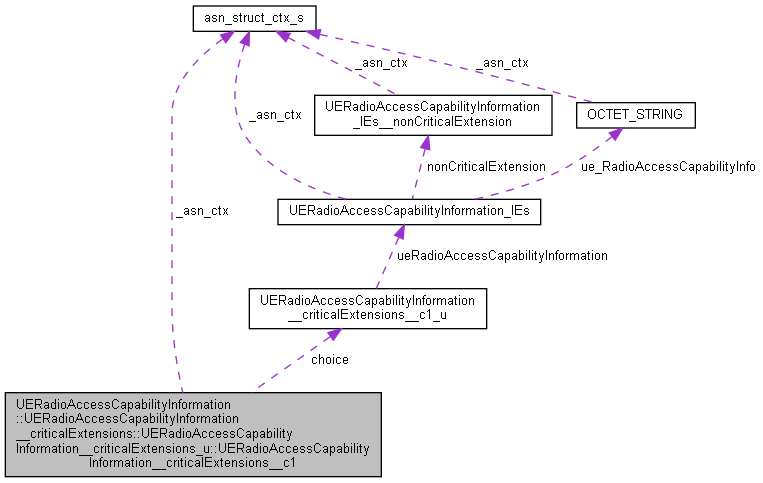 asn_struct_ctx_s
_asn_ctx
_asn_ctx
UERadioAccessCapabilityInformation
_IEs__nonCriticalExtension
OCTET_STRING
_asn_ctx
nonCriticalExtension
ue_RadioAccessCapabilityInfo
_asn_ctx
UERadioAccessCapabilityInformation_IEs
ueRadioAccessCapabilityInformation
UERadioAccessCapabilityInformation
__criticalExtensions__c1_u
choice
UERadioAccessCapabilityInformation
::UERadioAccessCapabilityInformation
__criticalExtensions::UERadioAccessCapability
Information__criticalExtensions_u::UERadioAccessCapability
Information__criticalExtensions__c1